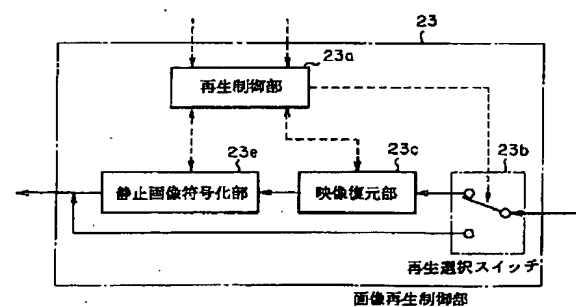 23
23a
再生制御部
23e
23c
23b
静止画像符号化部
映像復元部
再生選択スイッチ
画像再生制御部